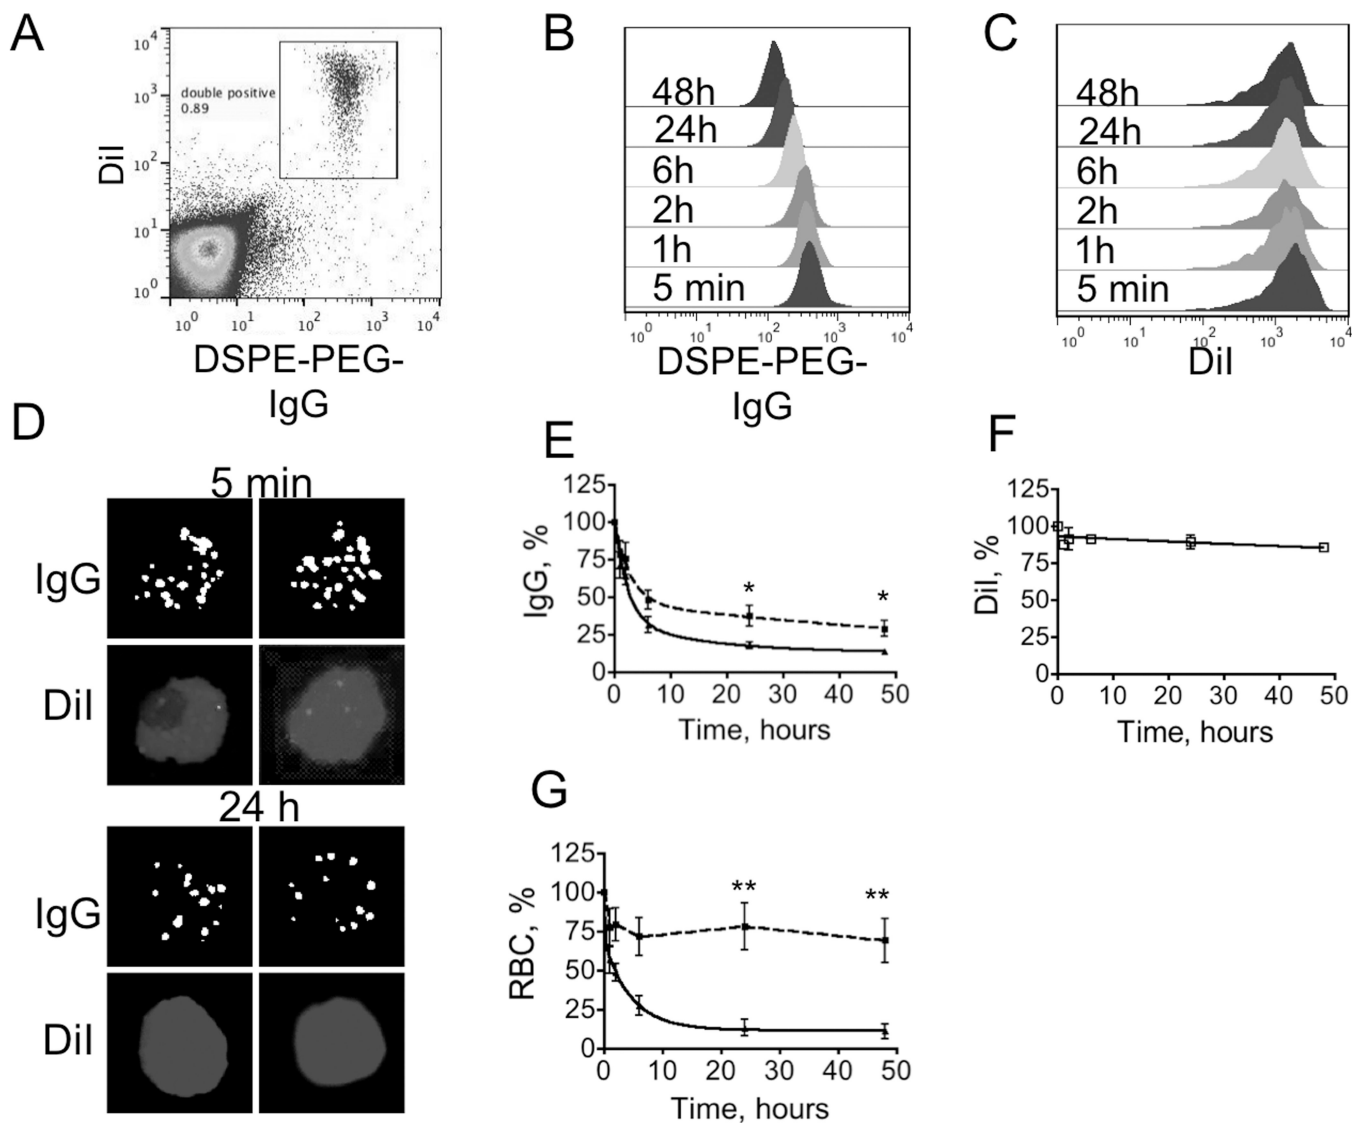 A
10^4
10^3
10^2
10^1
10^0
double positive
0.89
DiI
10^0 10^1 10^2 10^3 10^4
DSPE-PEG-
IgG
B
48h
24h
6h
2h
1h
5 min
10^0 10^1 10^2 10^3 10^4
DSPE-PEG-
IgG
C
48h
24h
6h
2h
1h
5 min
10^0 10^1 10^2 10^3 10^4
DiI
D
5 min
IgG
DiI
24 h
IgG
DiI
E
125
100
75
50
25
0
IgG, %
* *
0 10 20 30 40 50
Time, hours
F
125
100
75
50
25
0
DiI, %
0 10 20 30 40 50
Time, hours
G
125
100
75
50
25
0
RBC, %
** **
0 10 20 30 40 50
Time, hours